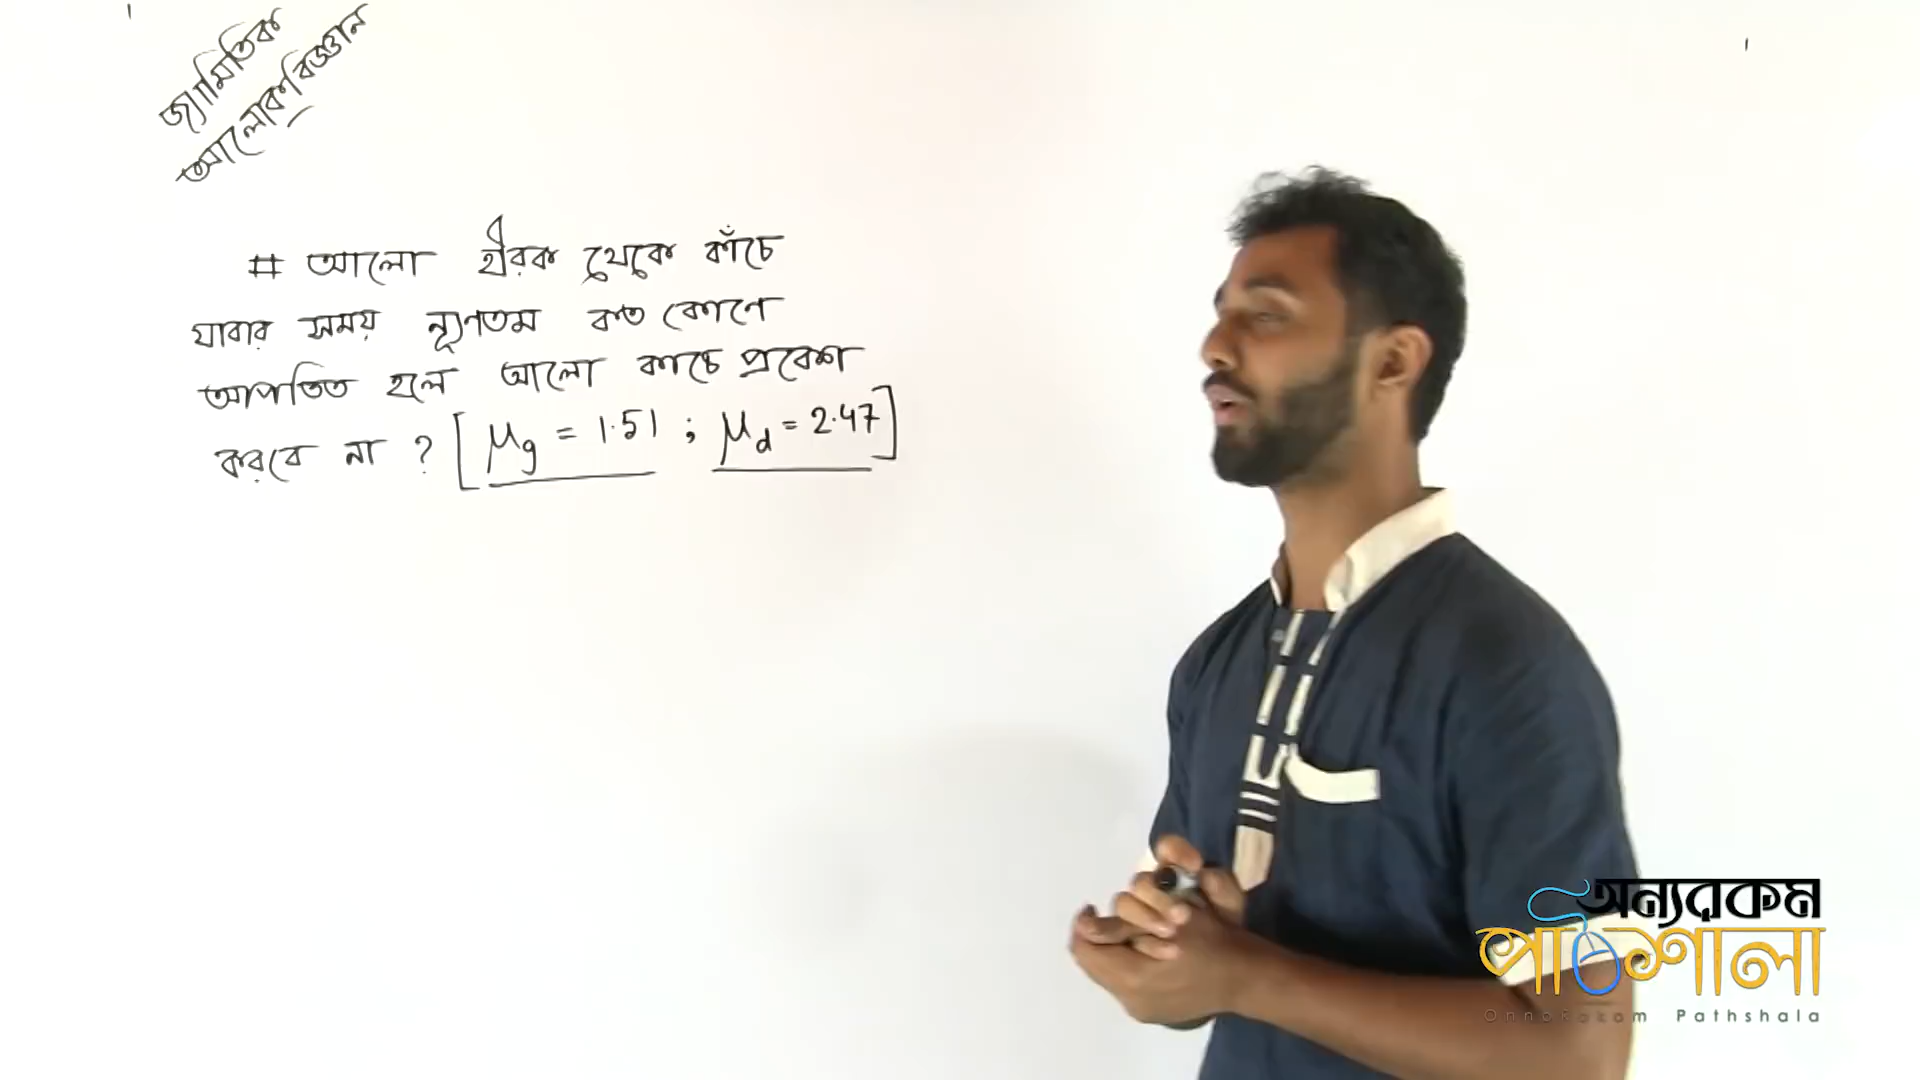 জ্যামিতিক
আলোকবিজ্ঞান
# আলো হীরক থেকে কাঁচে
যাবার সময় ন্যূণতম কত কোণে
আপতিত হলে আলো কাচে প্রবেশ
করবে না ? [μg = 1.51 ; μd = 2.47]
অন্যরকম
পাঠশালা
OnnoRokom Pathshala